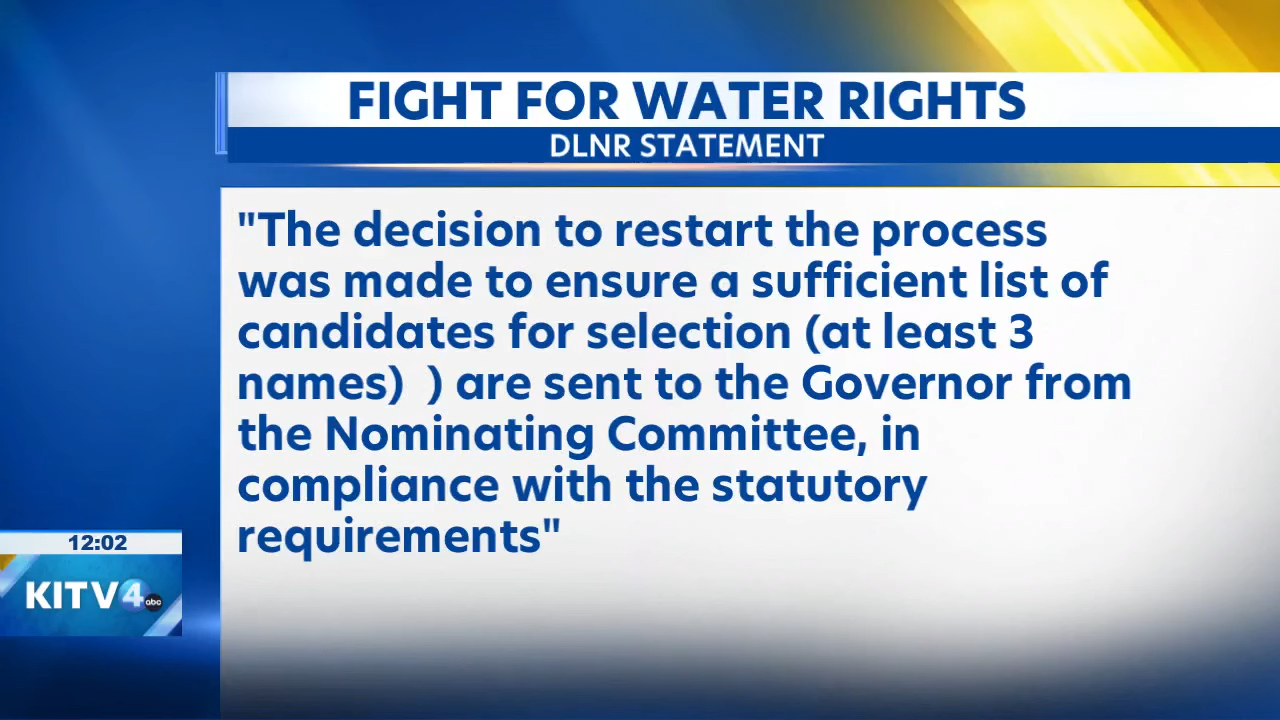 FIGHT FOR WATER RIGHTS
DLNR STATEMENT
"The decision to restart the process
was made to ensure a sufficient list of
candidates for selection (at least 3
names)  ) are sent to the Governor from
the Nominating Committee, in
compliance with the statutory
requirements"
12:02
KITV4 abc